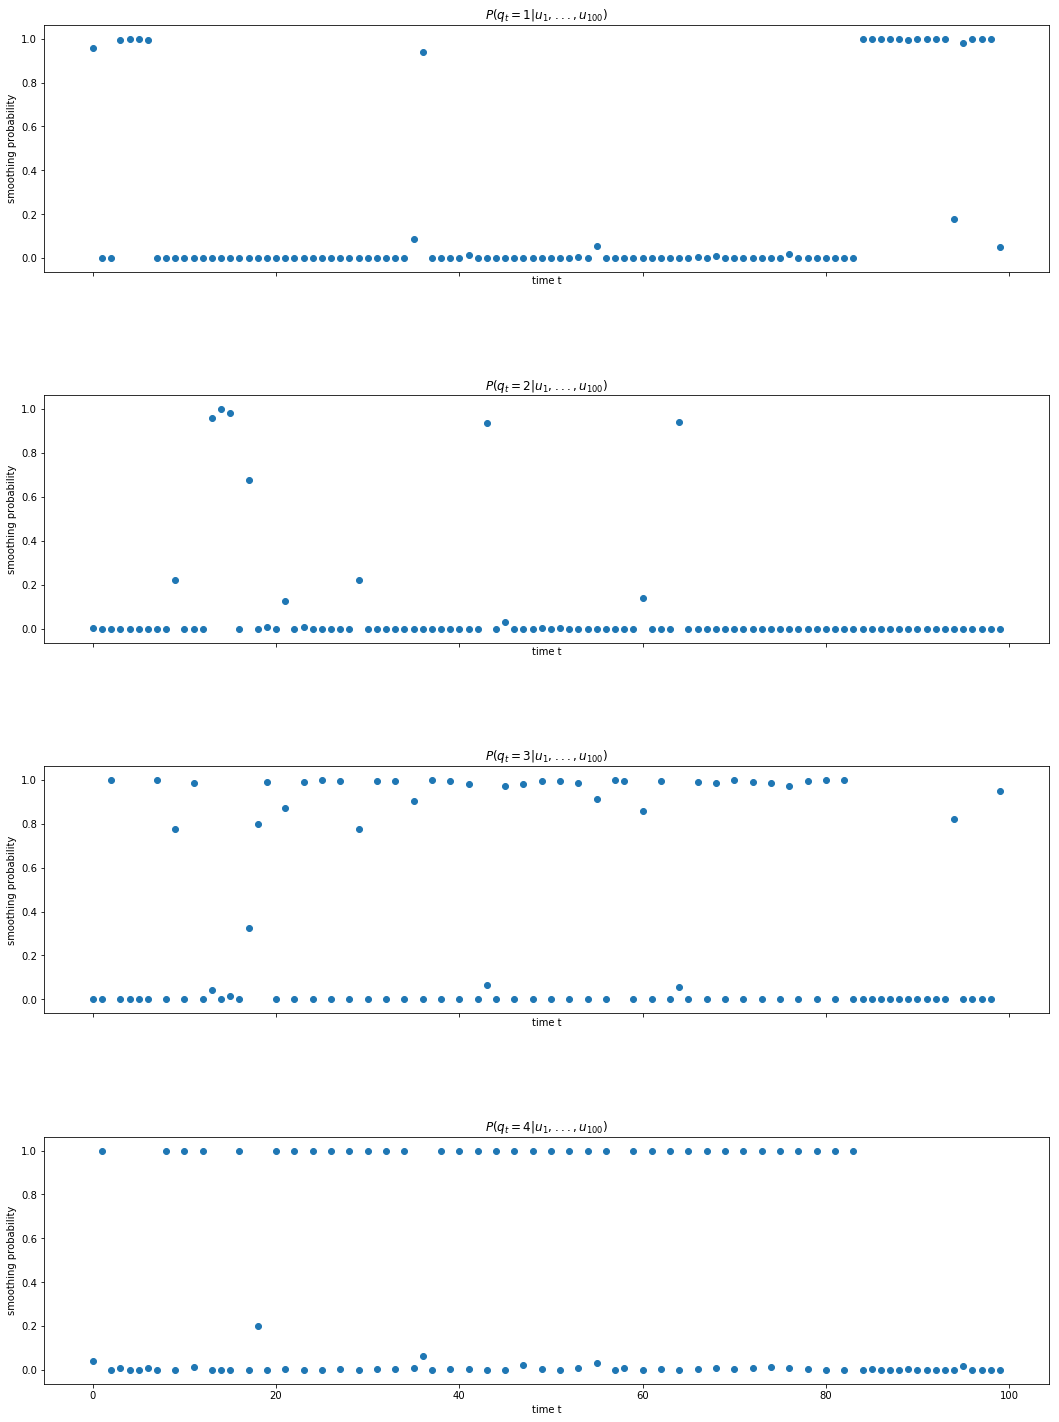 P(q_t = 1|u_1, ..., u_100)
1.0
0.8
0.6
0.4
0.2
0.0
smoothing probability
time t
P(q_t = 2|u_1, ..., u_100)
1.0
0.8
0.6
0.4
0.2
0.0
smoothing probability
time t
P(q_t = 3|u_1, ..., u_100)
1.0
0.8
0.6
0.4
0.2
0.0
smoothing probability
time t
P(q_t = 4|u_1, ..., u_100)
1.0
0.8
0.6
0.4
0.2
0.0
smoothing probability
0 20 40 60 80 100
time t